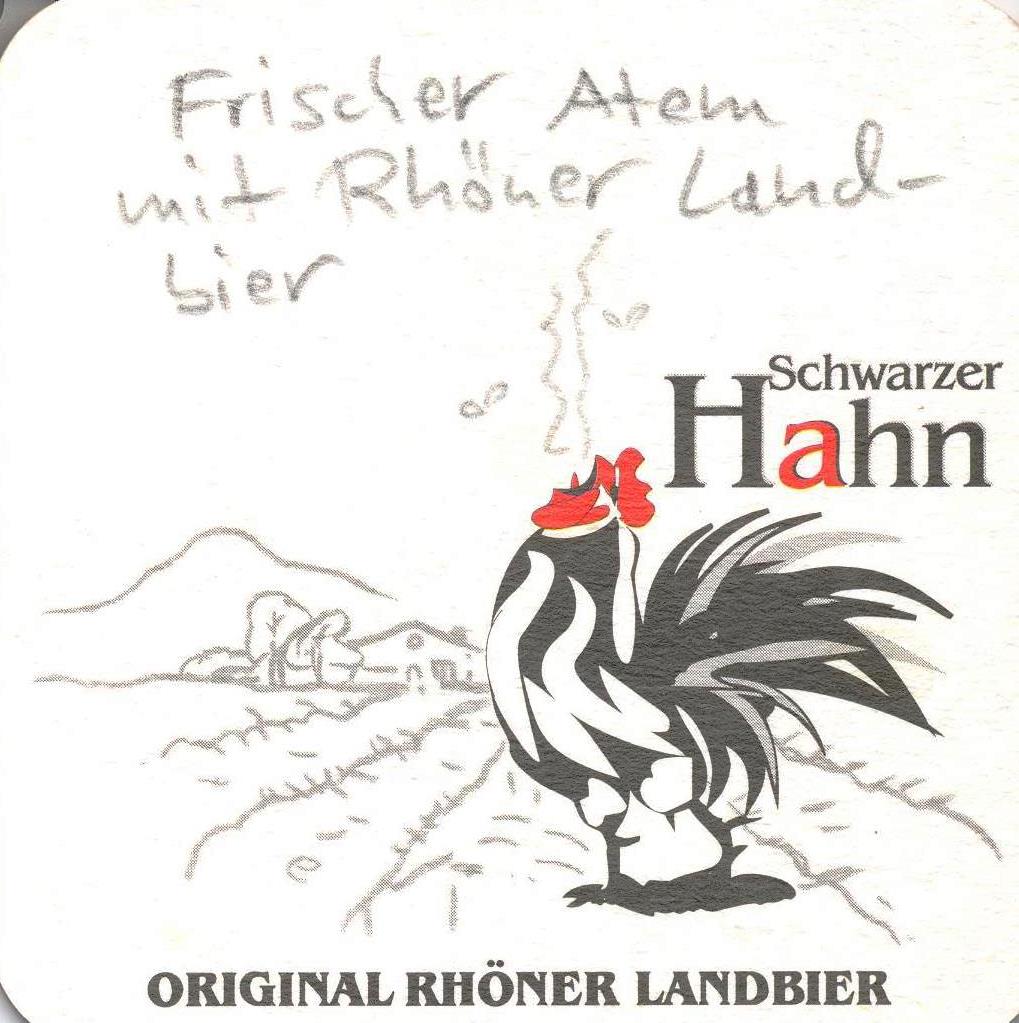 Frischer Atem
mit Rhöner Land-
bier
Schwarzer
Hahn
ORIGINAL RHÖNER LANDBIER